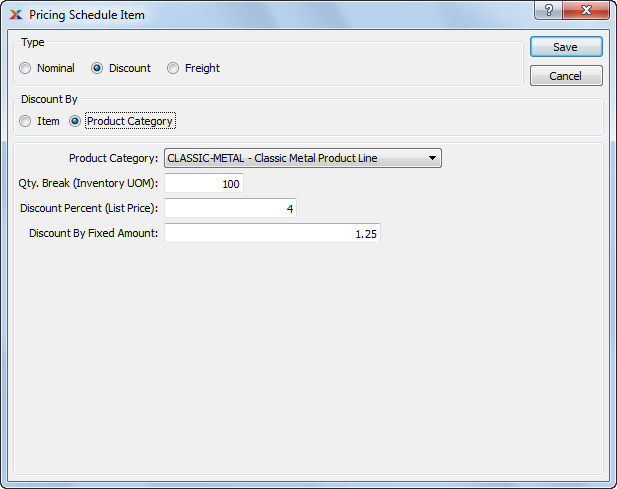 Pricing Schedule Item
?
Type
Nominal
Discount
Freight
Save
Cancel
Discount By
Item
Product Category
Product Category: CLASSIC-METAL - Classic Metal Product Line
Qty. Break (Inventory UOM): 100
Discount Percent (List Price): 4
Discount By Fixed Amount: 1.25